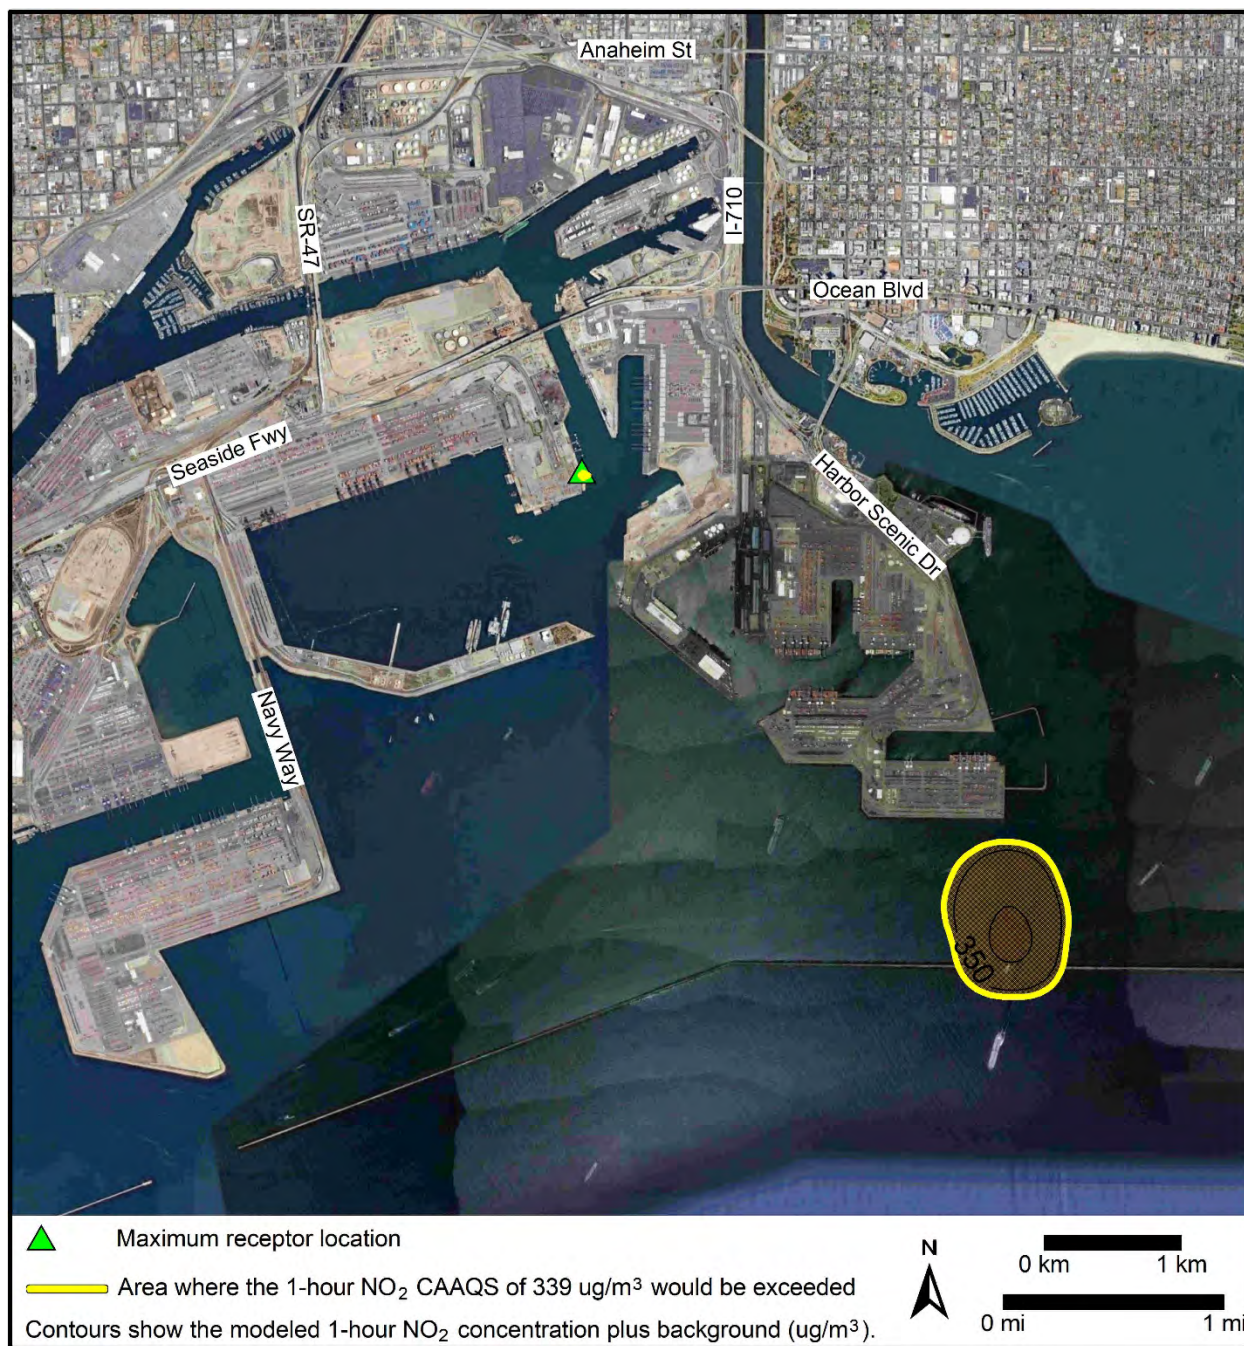 Anaheim St
SR-47
I-710
Ocean Blvd
Seaside Fwy
Harbor Scenic Dr
Navy Way
350
Maximum receptor location
Area where the 1-hour NO₂ CAAQS of 339 ug/m³ would be exceeded
Contours show the modeled 1-hour NO₂ concentration plus background (ug/m³).
N
0 km 1 km
0 mi 1 mi